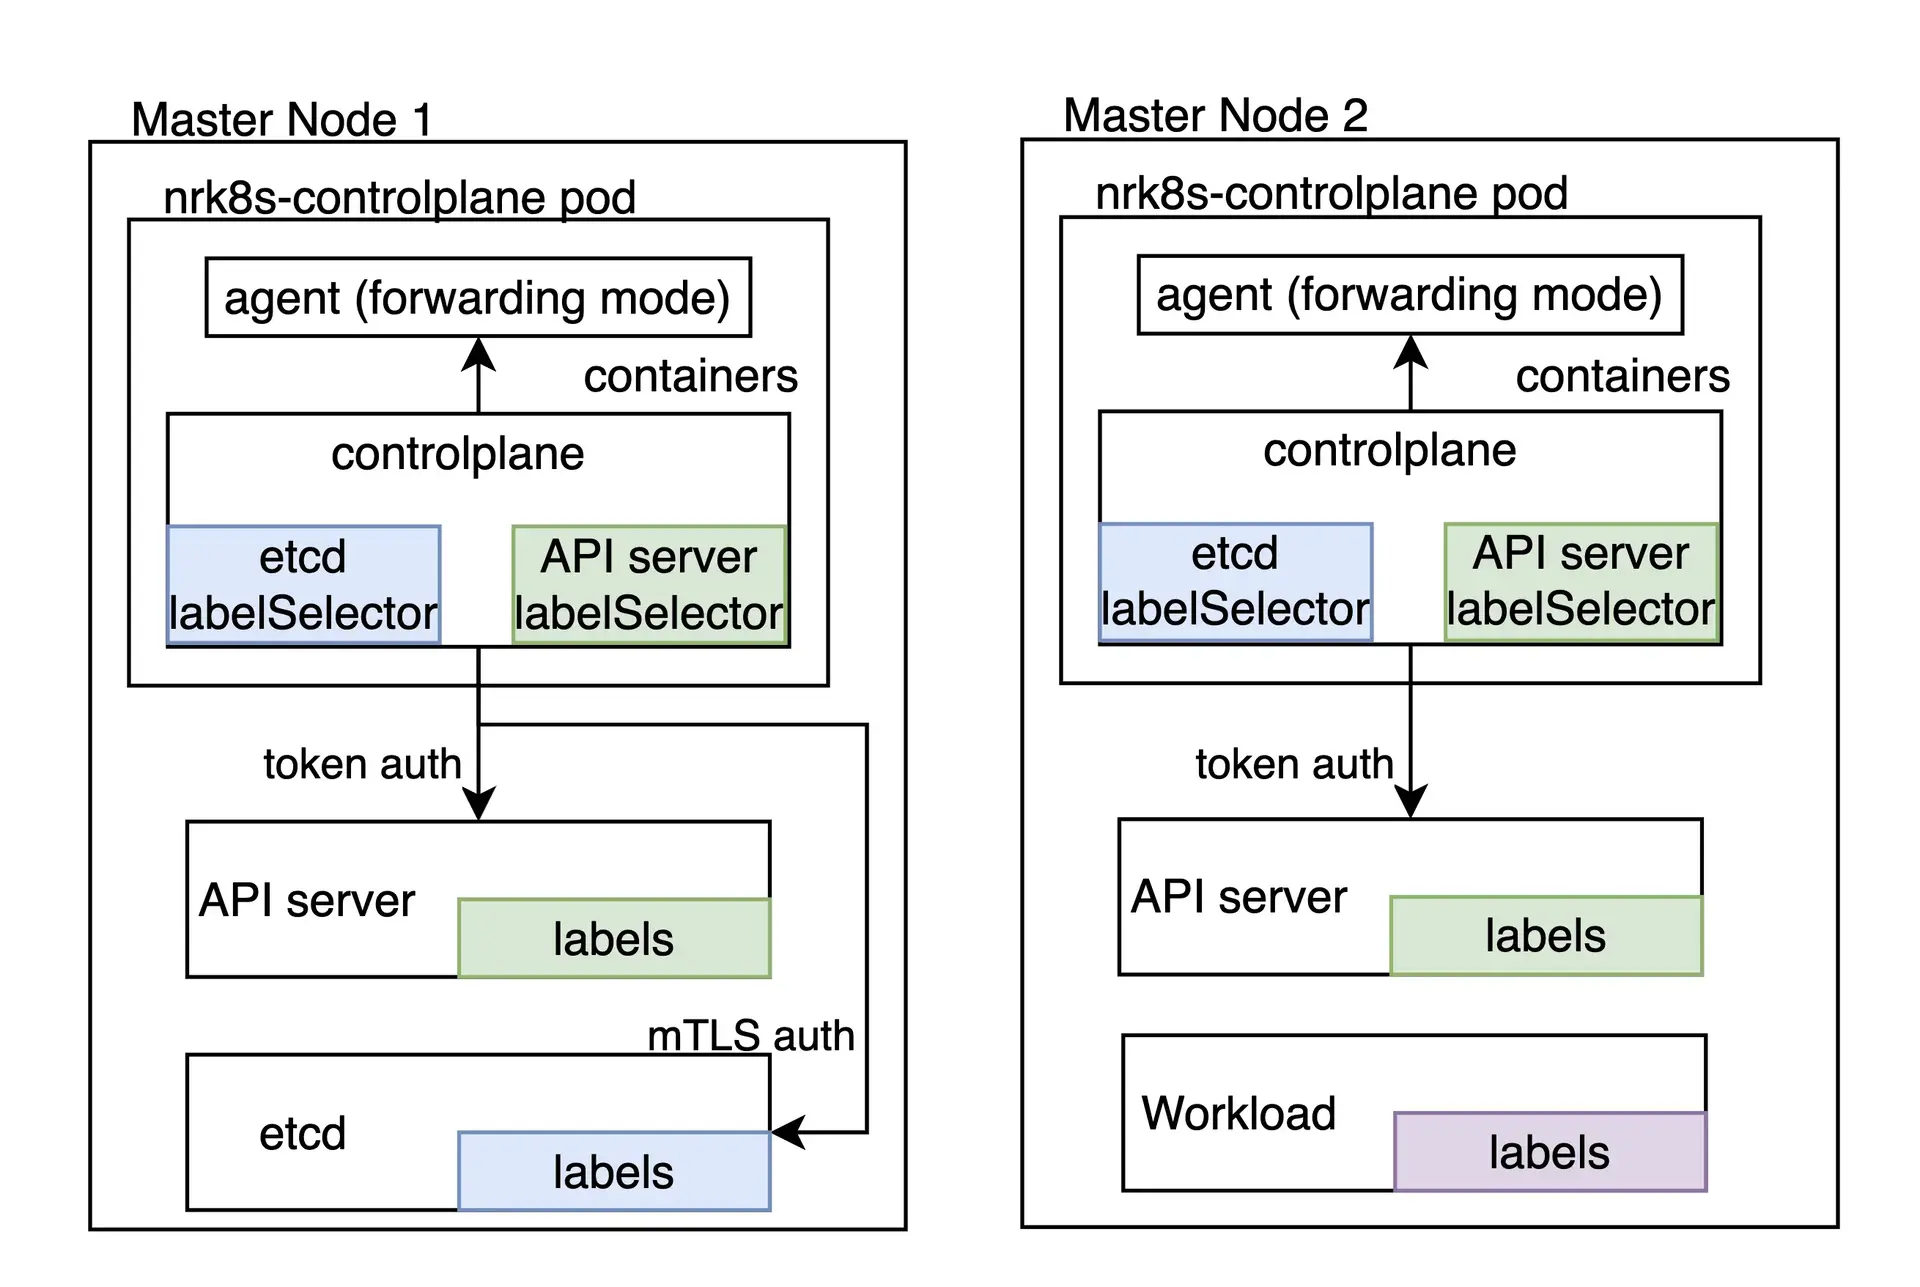 Master Node 1
nrk8s-controlplane pod
agent (forwarding mode)
containers
controlplane
etcd
labelSelector
API server
labelSelector
token auth
API server
labels
mTLS auth
etcd
labels
Master Node 2
nrk8s-controlplane pod
agent (forwarding mode)
containers
controlplane
etcd
labelSelector
API server
labelSelector
token auth
API server
labels
Workload
labels